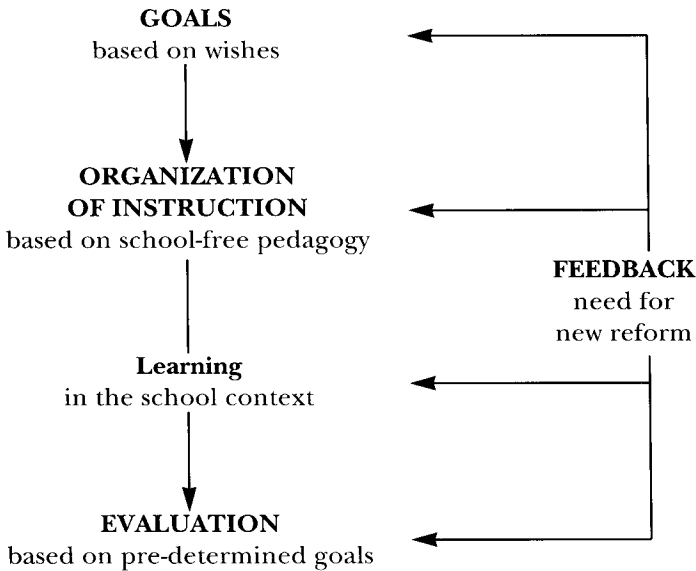 GOALS
based on wishes
ORGANIZATION
OF INSTRUCTION
based on school-free pedagogy
FEEDBACK
need for
new reform
Learning
in the school context
EVALUATION
based on pre-determined goals